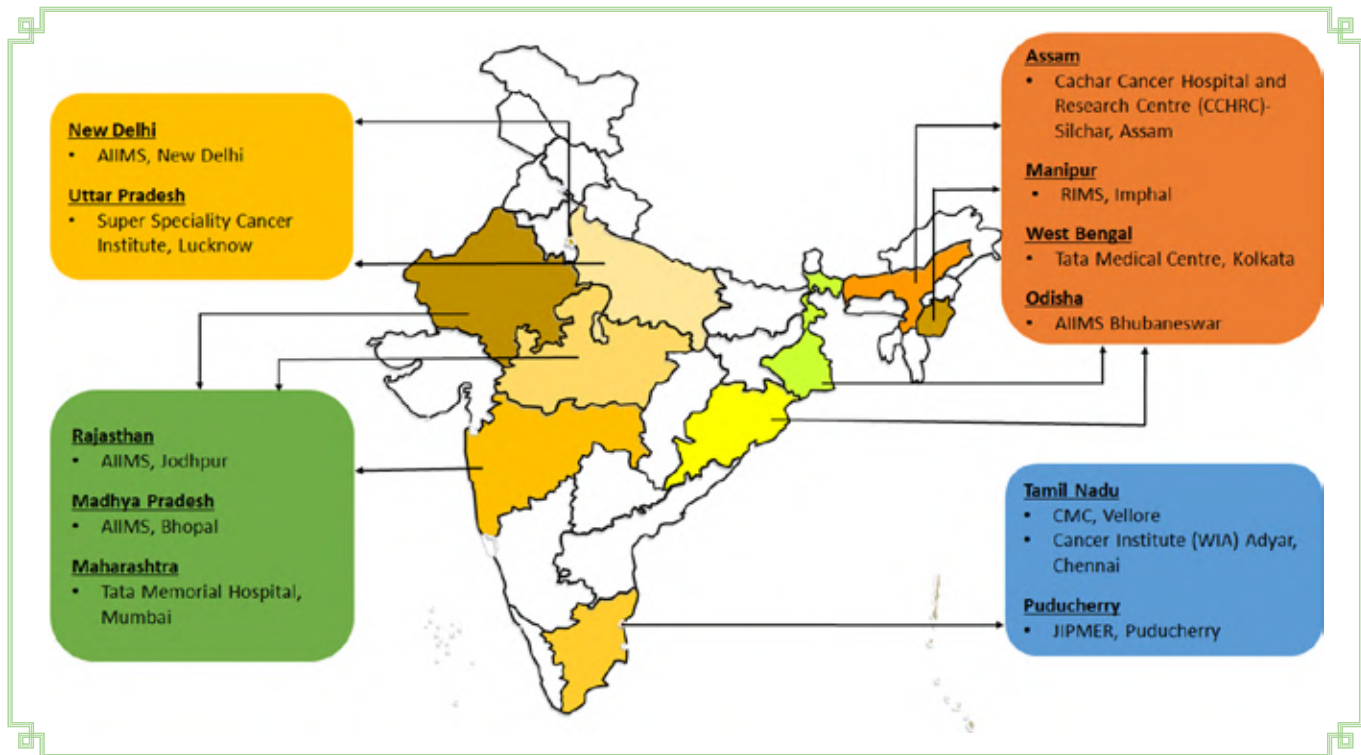 New Delhi
• AIIMS, New Delhi
Uttar Pradesh
• Super Speciality Cancer
Institute, Lucknow
Rajasthan
• AIIMS, Jodhpur
Madhya Pradesh
• AIIMS, Bhopal
Maharashtra
• Tata Memorial Hospital,
Mumbai
Assam
• Cachar Cancer Hospital and
Research Centre (CCHRC)-
Silchar, Assam
Manipur
• RIMS, Imphal
West Bengal
• Tata Medical Centre, Kolkata
Odisha
• AIIMS Bhubaneswar
Tamil Nadu
• CMC, Vellore
• Cancer Institute (WIA) Adyar,
Chennai
Puducherry
• JIPMER, Puducherry